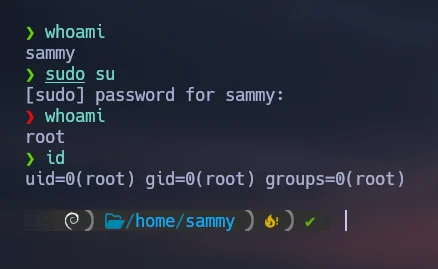 ❯ whoami
sammy
❯ sudo su
[sudo] password for sammy:
❯ whoami
root
❯ id
uid=0(root) gid=0(root) groups=0(root)
/home/sammy ✔